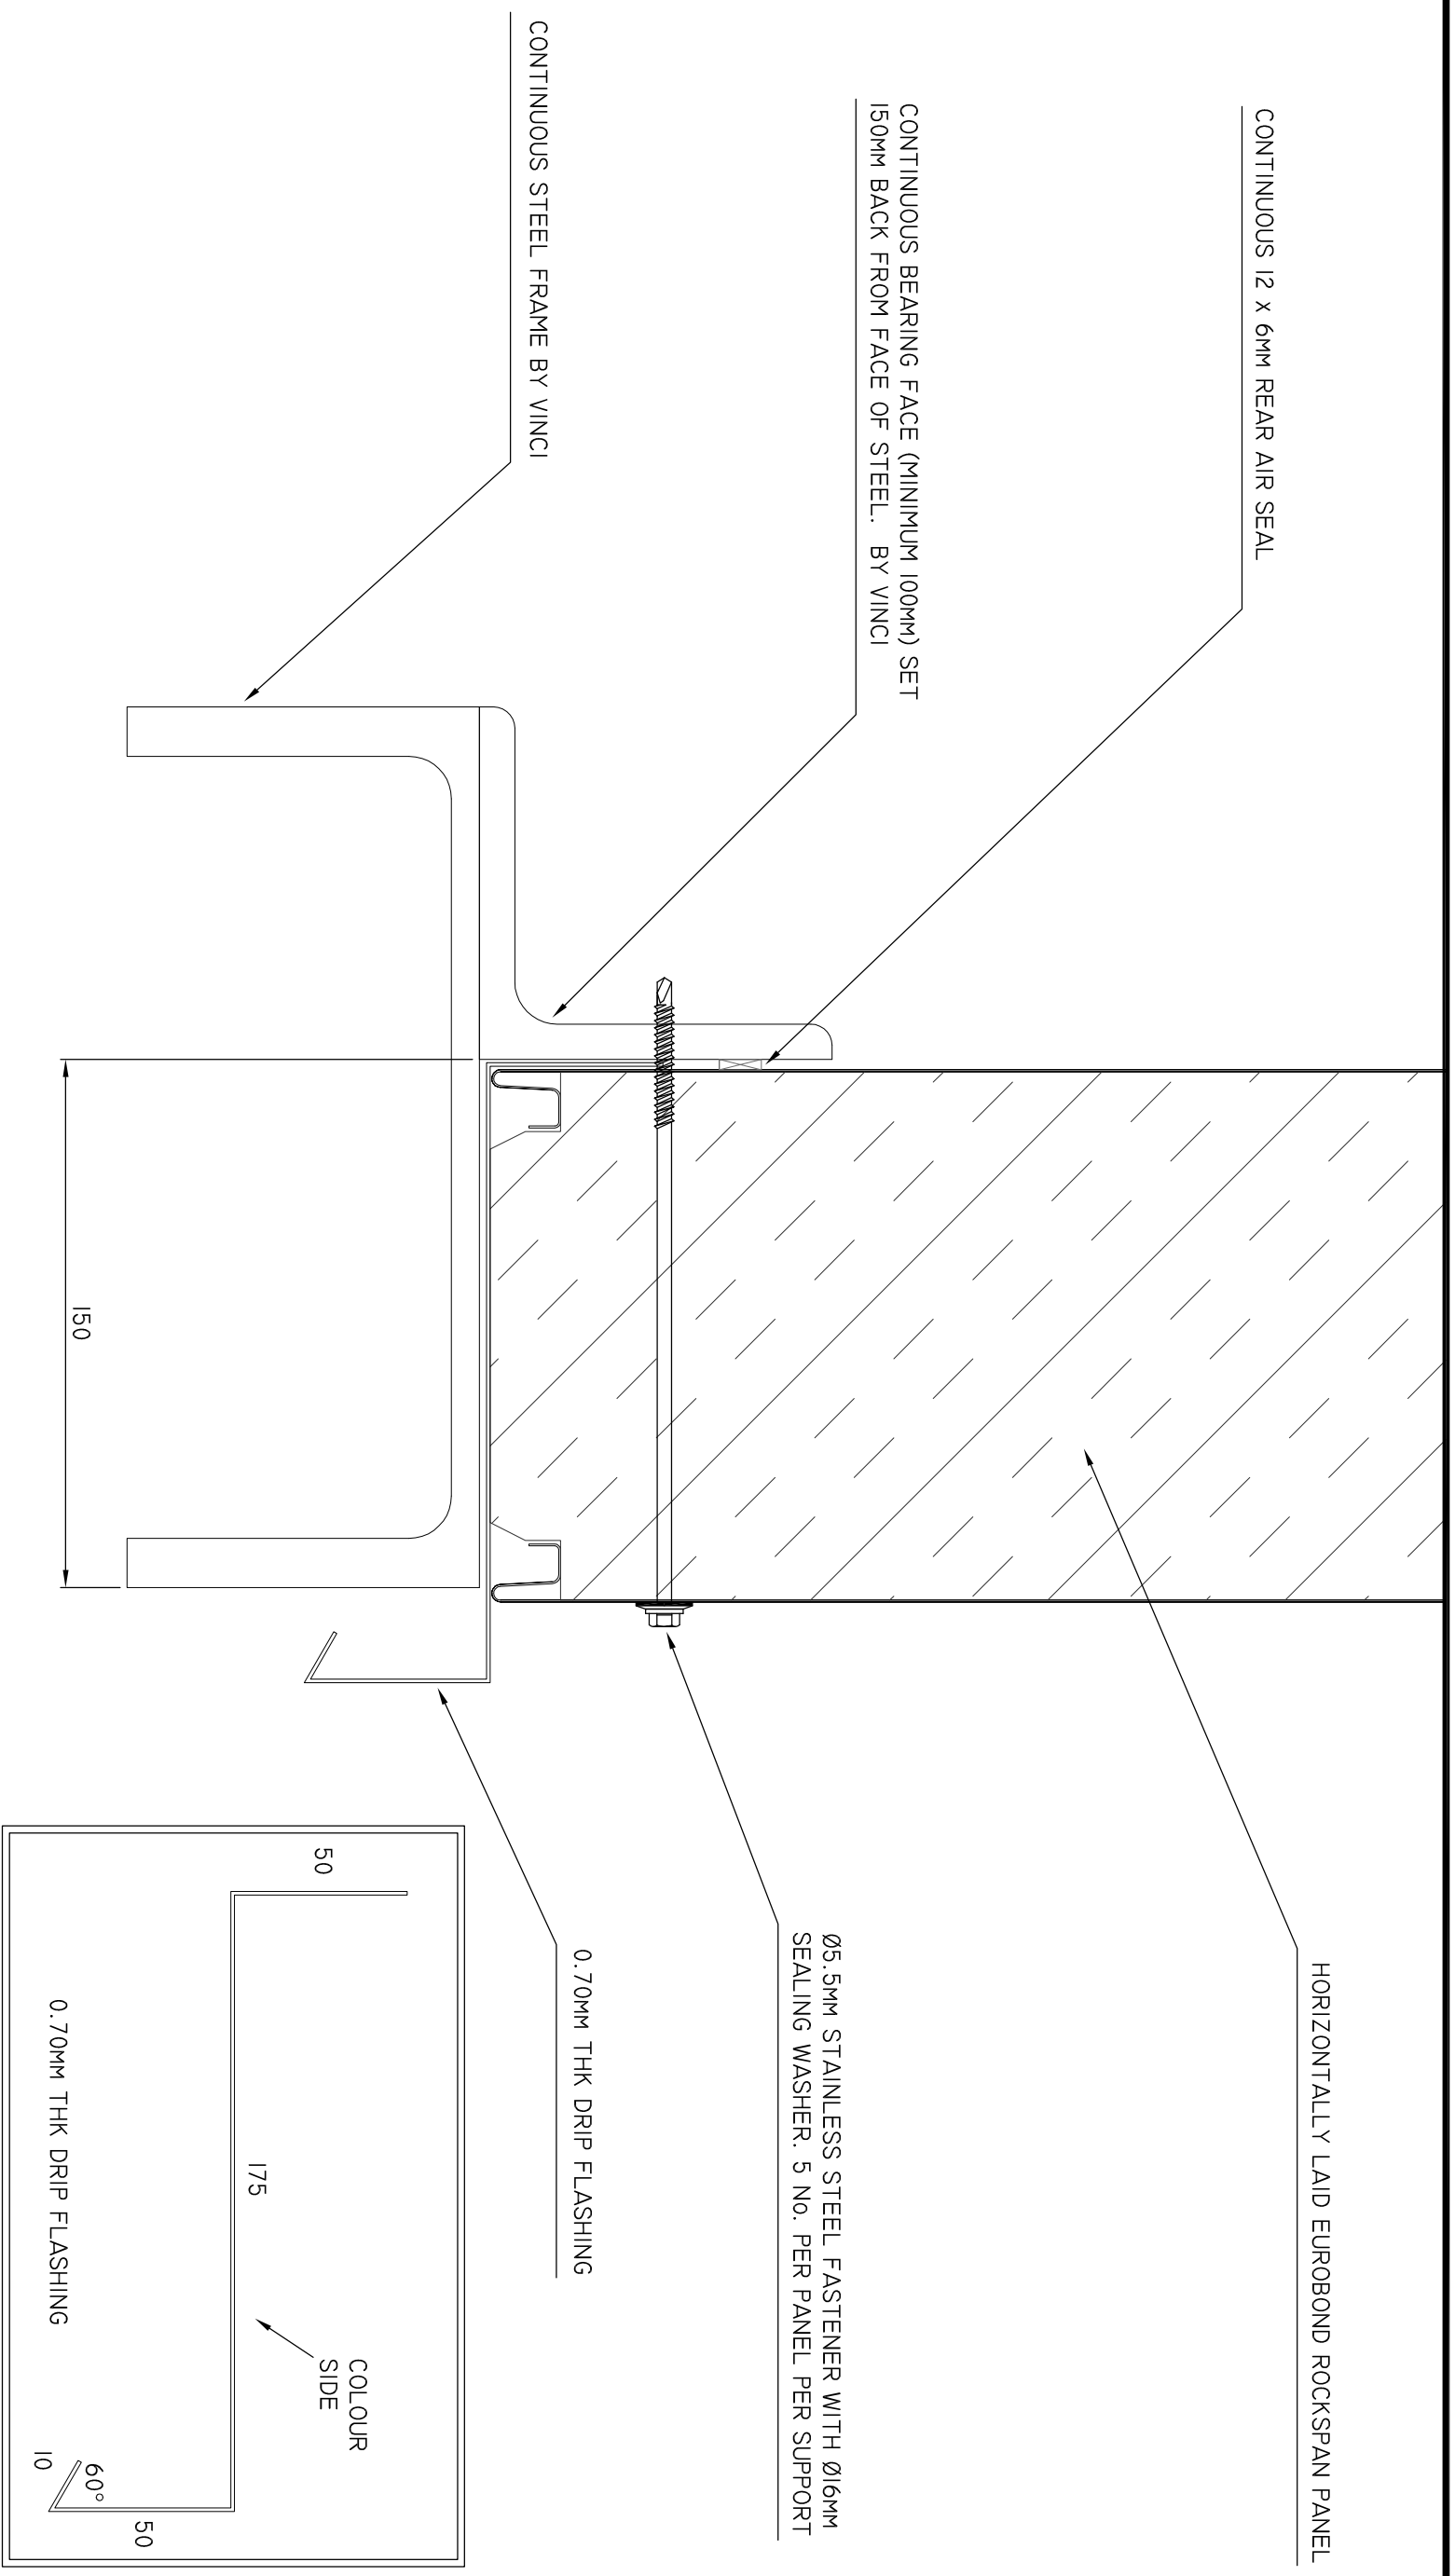 CONTINUOUS 12 x 6MM REAR AIR SEAL
CONTINUOUS BEARING FACE (MINIMUM 100MM) SET
150MM BACK FROM FACE OF STEEL. BY VINCI
CONTINUOUS STEEL FRAME BY VINCI
150
HORIZONTALLY LAID EUROBOND ROCKSPAN PANEL
Ø5.5MM STAINLESS STEEL FASTENER WITH Ø16MM
SEALING WASHER. 5 No. PER PANEL PER SUPPORT
0.70MM THK DRIP FLASHING
50
175
COLOUR
SIDE
60°
10
50
0.70MM THK DRIP FLASHING